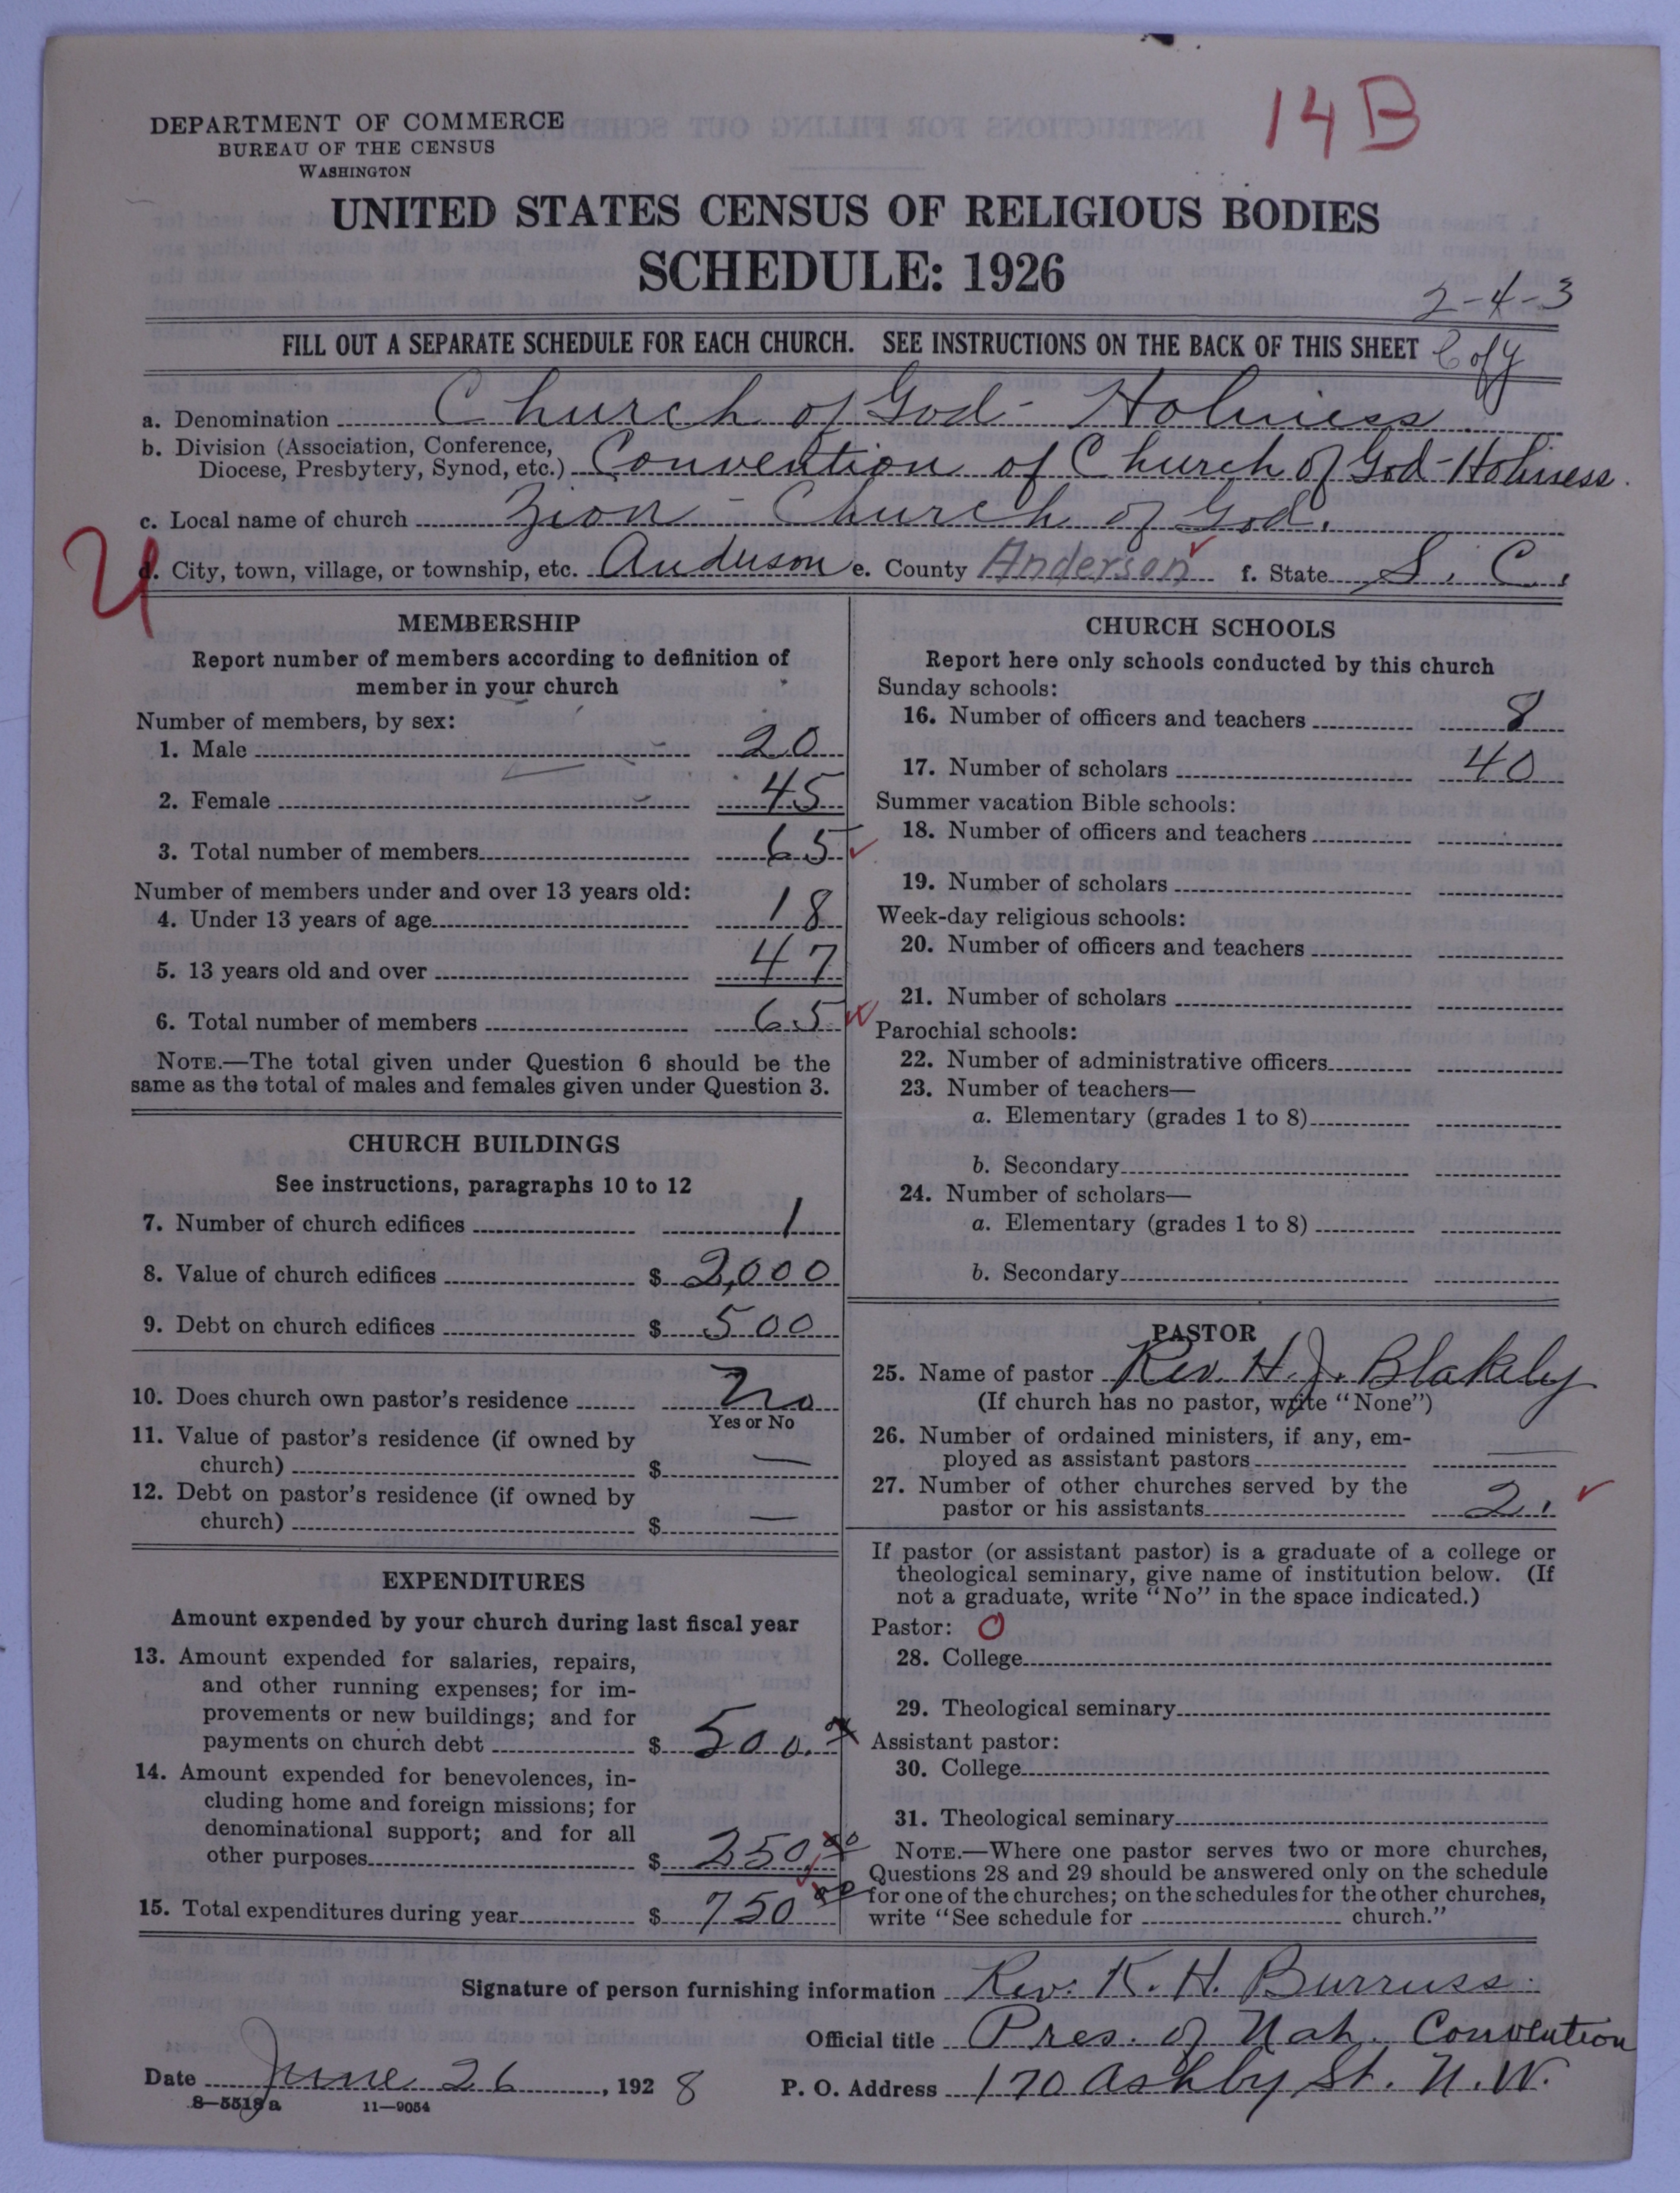 14B
DEPARTMENT OF COMMERCE
BUREAU OF THE CENSUS
WASHINGTON
UNITED STATES CENSUS OF RELIGIOUS BODIES
SCHEDULE: 1926
2-4-3
FILL OUT A SEPARATE SCHEDULE FOR EACH CHURCH. SEE INSTRUCTIONS ON THE BACK OF THIS SHEET
a. Denomination Church of God - Holiness
b. Division (Association, Conference,
Diocese, Presbytery, Synod, etc.) Convention of Church of God-Holiness.
c. Local name of church Zion - Church of God.
d. City, town, village, or township, etc. Anderson e. County Anderson f. State S. C.
MEMBERSHIP
Report number of members according to definition of
member in your church
Number of members, by sex:
1. Male 20
2. Female 45
3. Total number of members 65
Number of members under and over 13 years old:
4. Under 13 years of age 18
5. 13 years old and over 47
6. Total number of members 65
NOTE.—The total given under Question 6 should be the
same as the total of males and females given under Question 3.
CHURCH BUILDINGS
See instructions, paragraphs 10 to 12
7. Number of church edifices 1
8. Value of church edifices $ 2,000
9. Debt on church edifices $ 500
10. Does church own pastor's residence No
Yes or No
11. Value of pastor's residence (if owned by
church) $ —
12. Debt on pastor's residence (if owned by
church) $ —
EXPENDITURES
Amount expended by your church during last fiscal year
13. Amount expended for salaries, repairs,
and other running expenses; for im-
provements or new buildings; and for
payments on church debt $ 500.
14. Amount expended for benevolences, in-
cluding home and foreign missions; for
denominational support; and for all
other purposes $ 250.00
15. Total expenditures during year $ 750 00
CHURCH SCHOOLS
Report here only schools conducted by this church
Sunday schools:
16. Number of officers and teachers 8
17. Number of scholars 40
Summer vacation Bible schools:
18. Number of officers and teachers
19. Number of scholars
Week-day religious schools:
20. Number of officers and teachers
21. Number of scholars
Parochial schools:
22. Number of administrative officers
23. Number of teachers—
a. Elementary (grades 1 to 8)
b. Secondary
24. Number of scholars—
a. Elementary (grades 1 to 8)
b. Secondary
PASTOR
25. Name of pastor Rev. H. J. Blakely
(If church has no pastor, write "None")
26. Number of ordained ministers, if any, em-
ployed as assistant pastors —
27. Number of other churches served by the
pastor or his assistants 2.
If pastor (or assistant pastor) is a graduate of a college or
theological seminary, give name of institution below. (If
not a graduate, write "No" in the space indicated.)
Pastor: O
28. College
29. Theological seminary
Assistant pastor:
30. College
31. Theological seminary
NOTE.—Where one pastor serves two or more churches,
Questions 28 and 29 should be answered only on the schedule
for one of the churches; on the schedules for the other churches,
write "See schedule for church."
Signature of person furnishing information Rev. K. H. Burruss.
Official title Pres. of Nat. Convention
Date June 26, 1928 P. O. Address 170 Ashby St. N. W.
8—5518a 11—9054